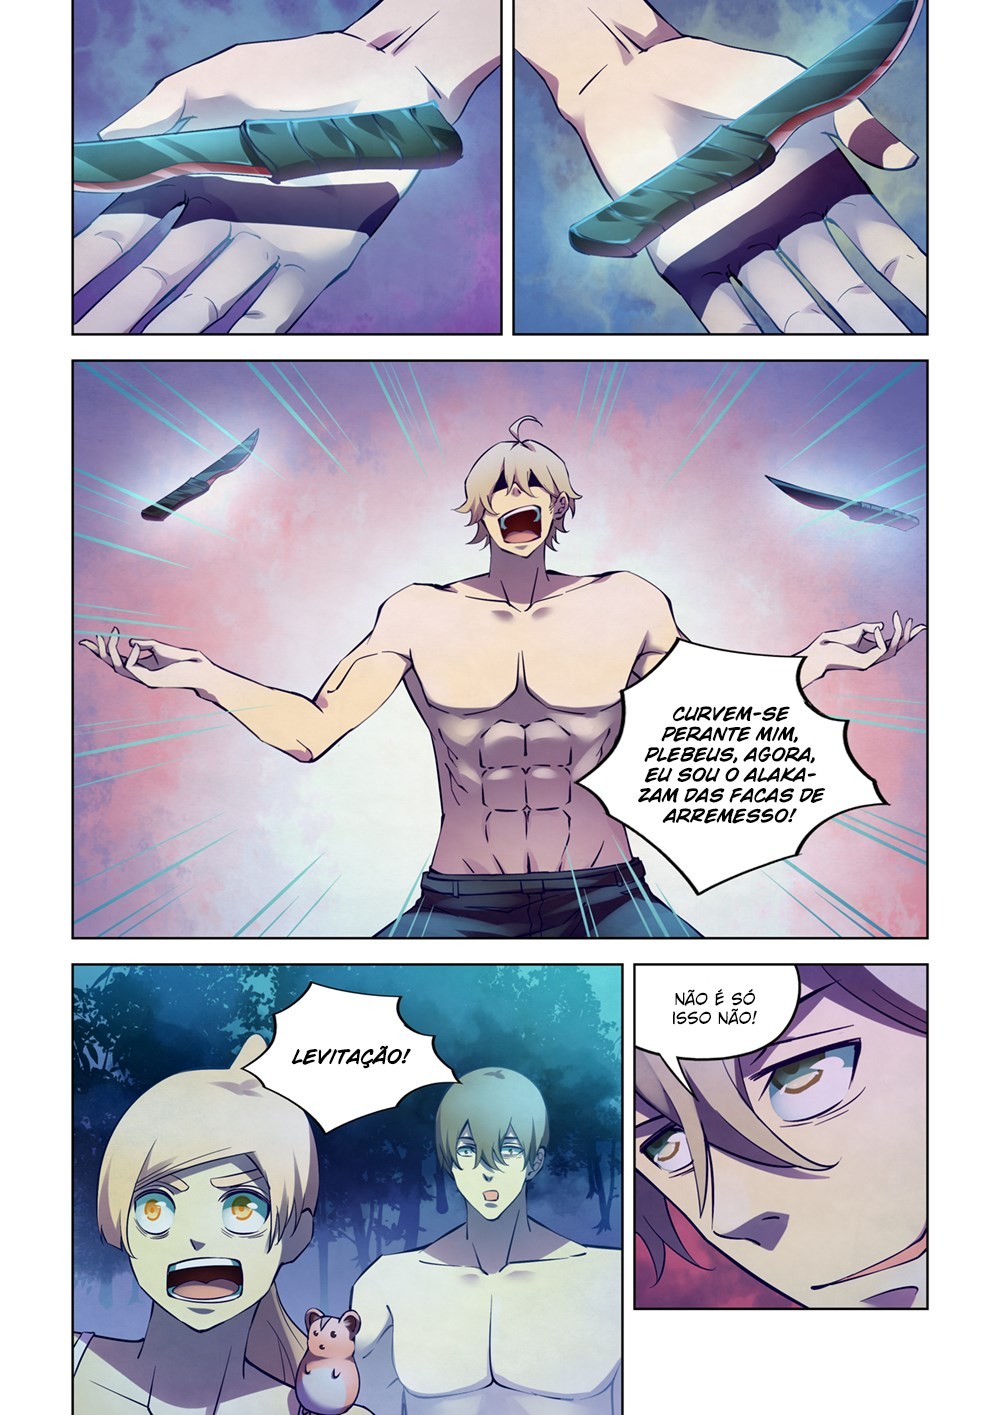 CURVEM-SE
PERANTE MIM,
PLEBEUS, AGORA,
EU SOU O ALAKA-
ZAM DAS FACAS DE
ARREMESSO!
LEVITAÇÃO!
NÃO É SÓ
ISSO NÃO!